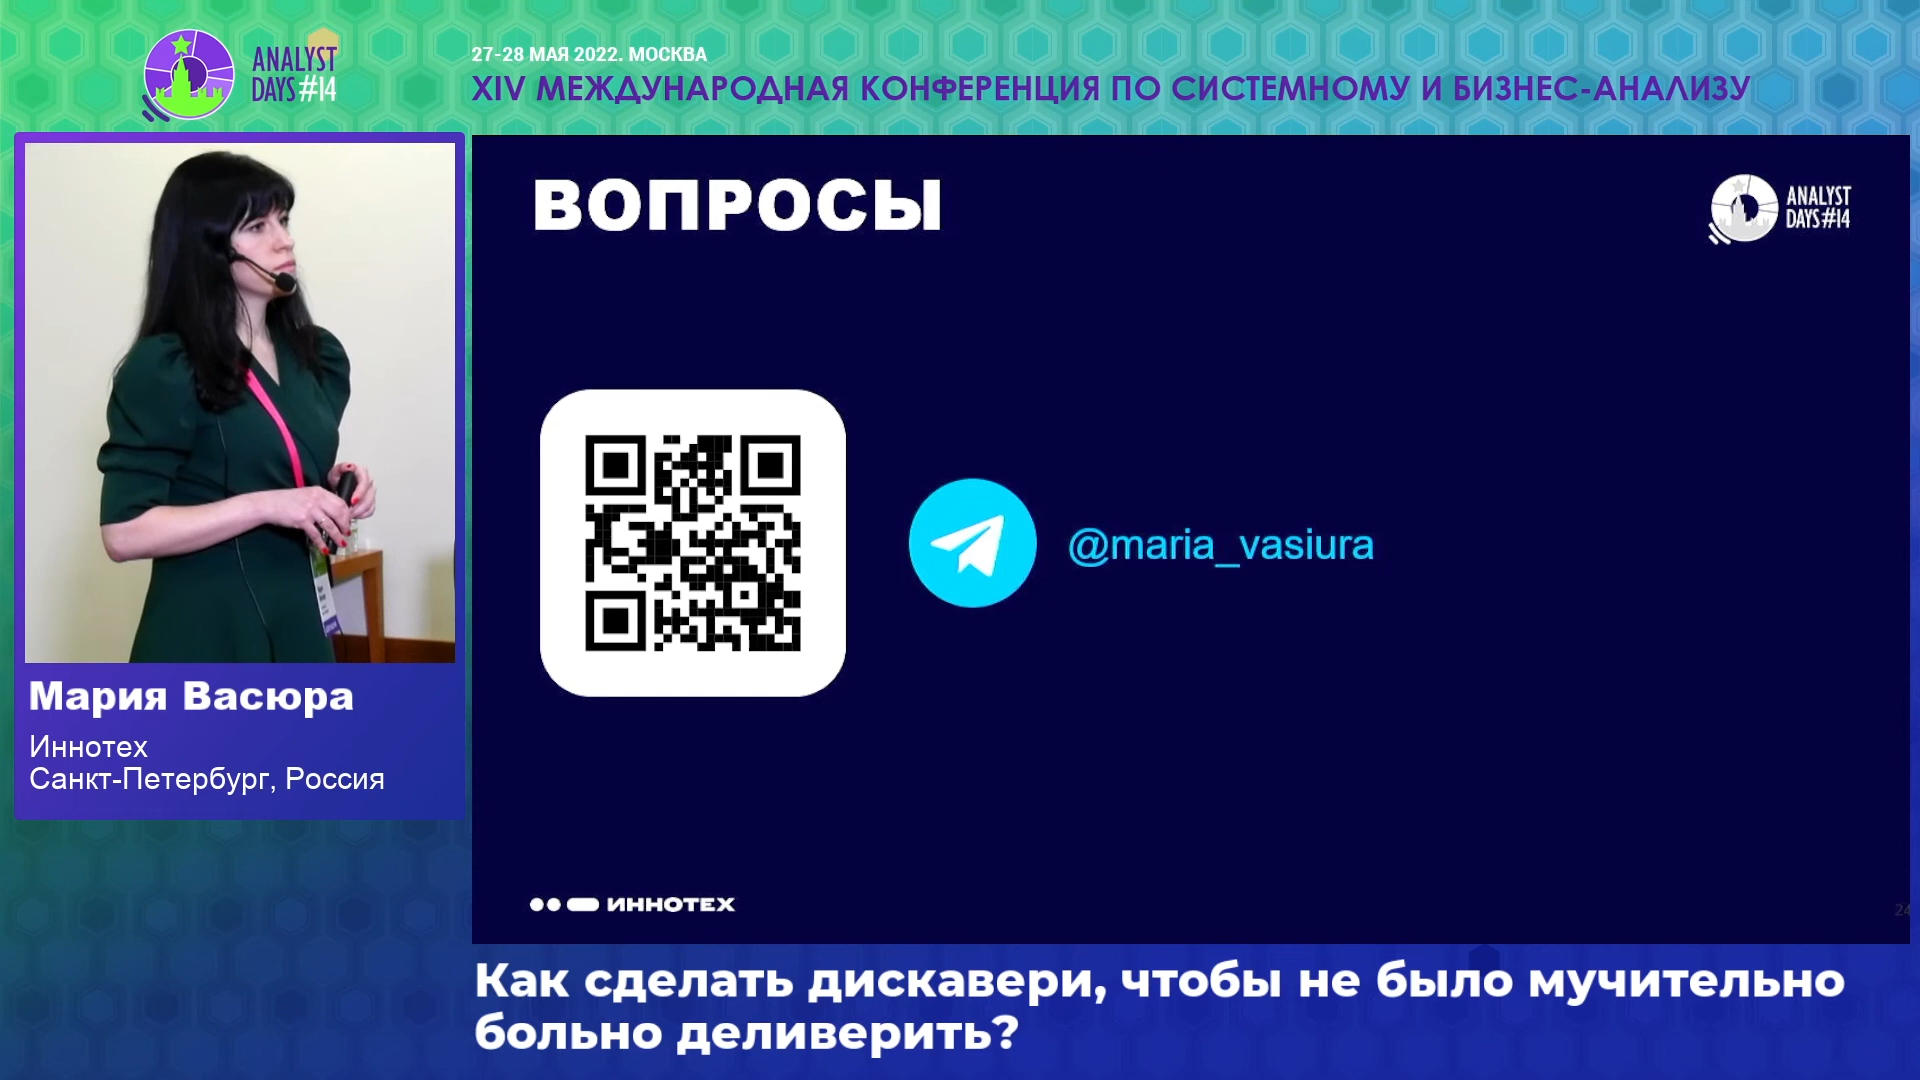 ANALYST
DAYS#14
27-28 МАЯ 2022. МОСКВА
XIV МЕЖДУНАРОДНАЯ КОНФЕРЕНЦИЯ ПО СИСТЕМНОМУ И БИЗНЕС-АНАЛИЗУ
ВОПРОСЫ
ANALYST
DAYS#14
@maria_vasiura
Мария Васюра
Иннотех
Санкт-Петербург, Россия
ИННОТЕХ
24
Как сделать дискавери, чтобы не было мучительно
больно деливерить?